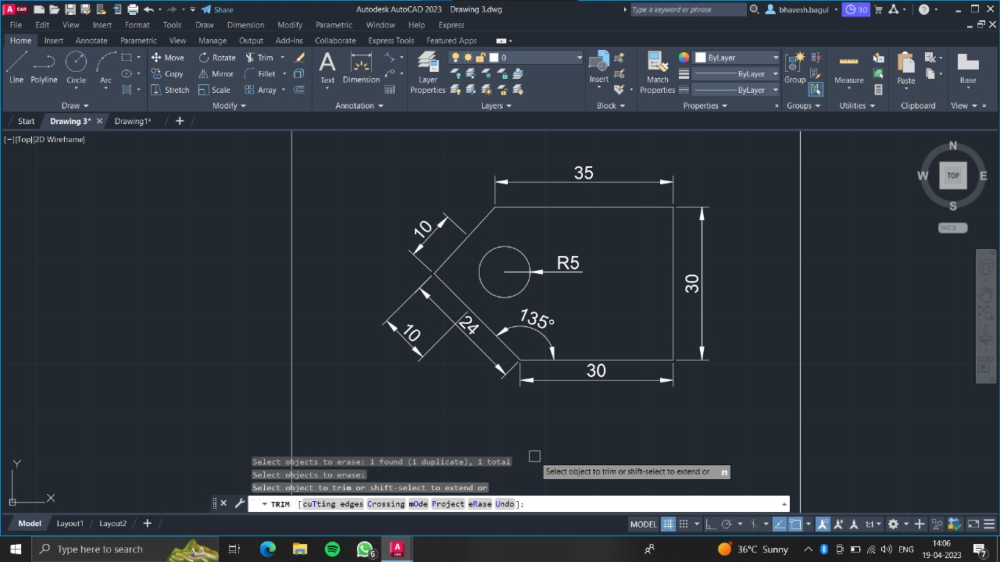 A CAD Share Autodesk AutoCAD 2023 Drawing 3.dwg Type a keyword or phrase bhavesh.bagul 30
File Edit View Insert Format Tools Draw Dimension Modify Parametric Window Help Express
Home Insert Annotate Parametric View Manage Output Add-ins Collaborate Express Tools Featured Apps
Line Polyline Circle Arc
Move Rotate Trim
Copy Mirror Fillet
Stretch Scale Array
Text Dimension
Layer Properties
0
Insert
Match Properties
ByLayer
ByLayer
ByLayer
Group
Measure
Paste
Base
Draw Modify Annotation Layers Block Properties Groups Utilities Clipboard View
Start Drawing 3* Drawing1*
[−][Top][2D Wireframe]
N
W TOP E
S
WCS
35
10
R5
30
135°
24
10
30
Y
X
Select objects to erase: 1 found (1 duplicate), 1 total
Select objects to erase:
Select object to trim or shift-select to extend or
Select object to trim or shift-select to extend or
TRIM [cuTting edges Crossing mOde Project eRase Undo]:
Model Layout1 Layout2 MODEL 1:1
Type here to search 6 A CAD Sunny ENG 14:06
19-04-2023 7